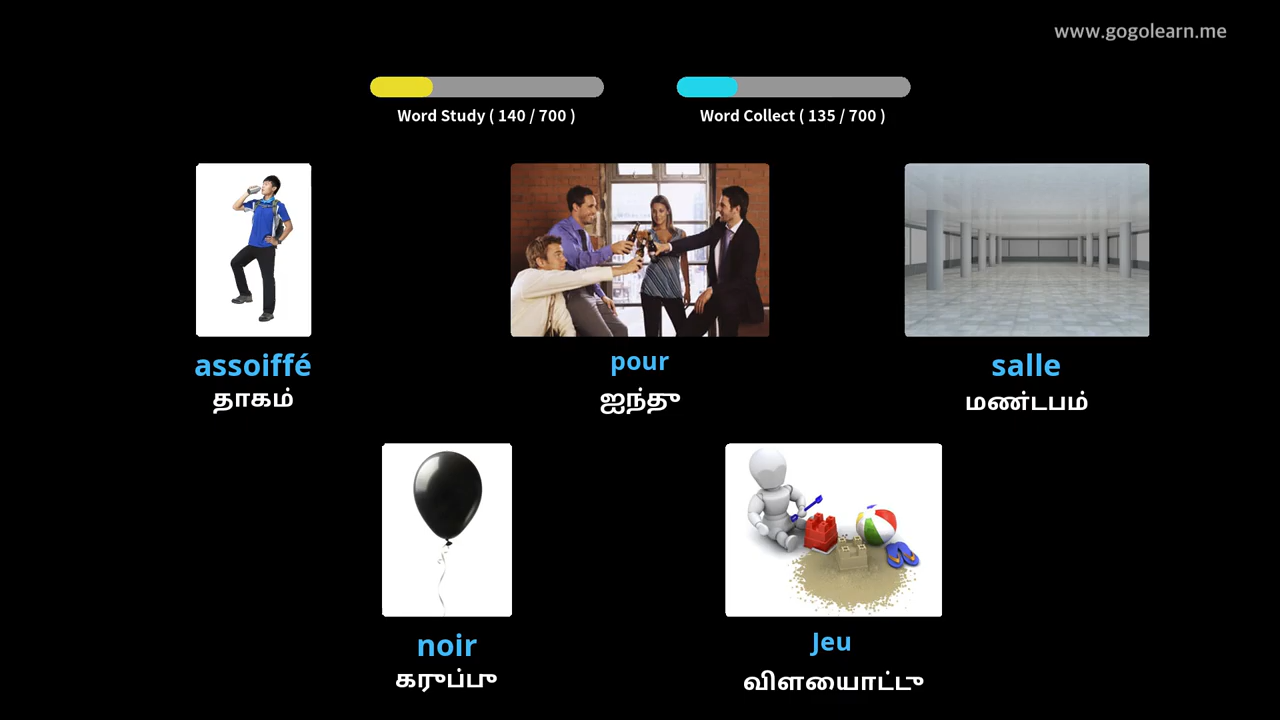 www.gogolearn.me
Word Study ( 140 / 700 )
Word Collect ( 135 / 700 )
assoiffé
தாகம்
pour
ஐந்து
salle
மண்டபம்
noir
கருப்பு
Jeu
விளையாட்டு